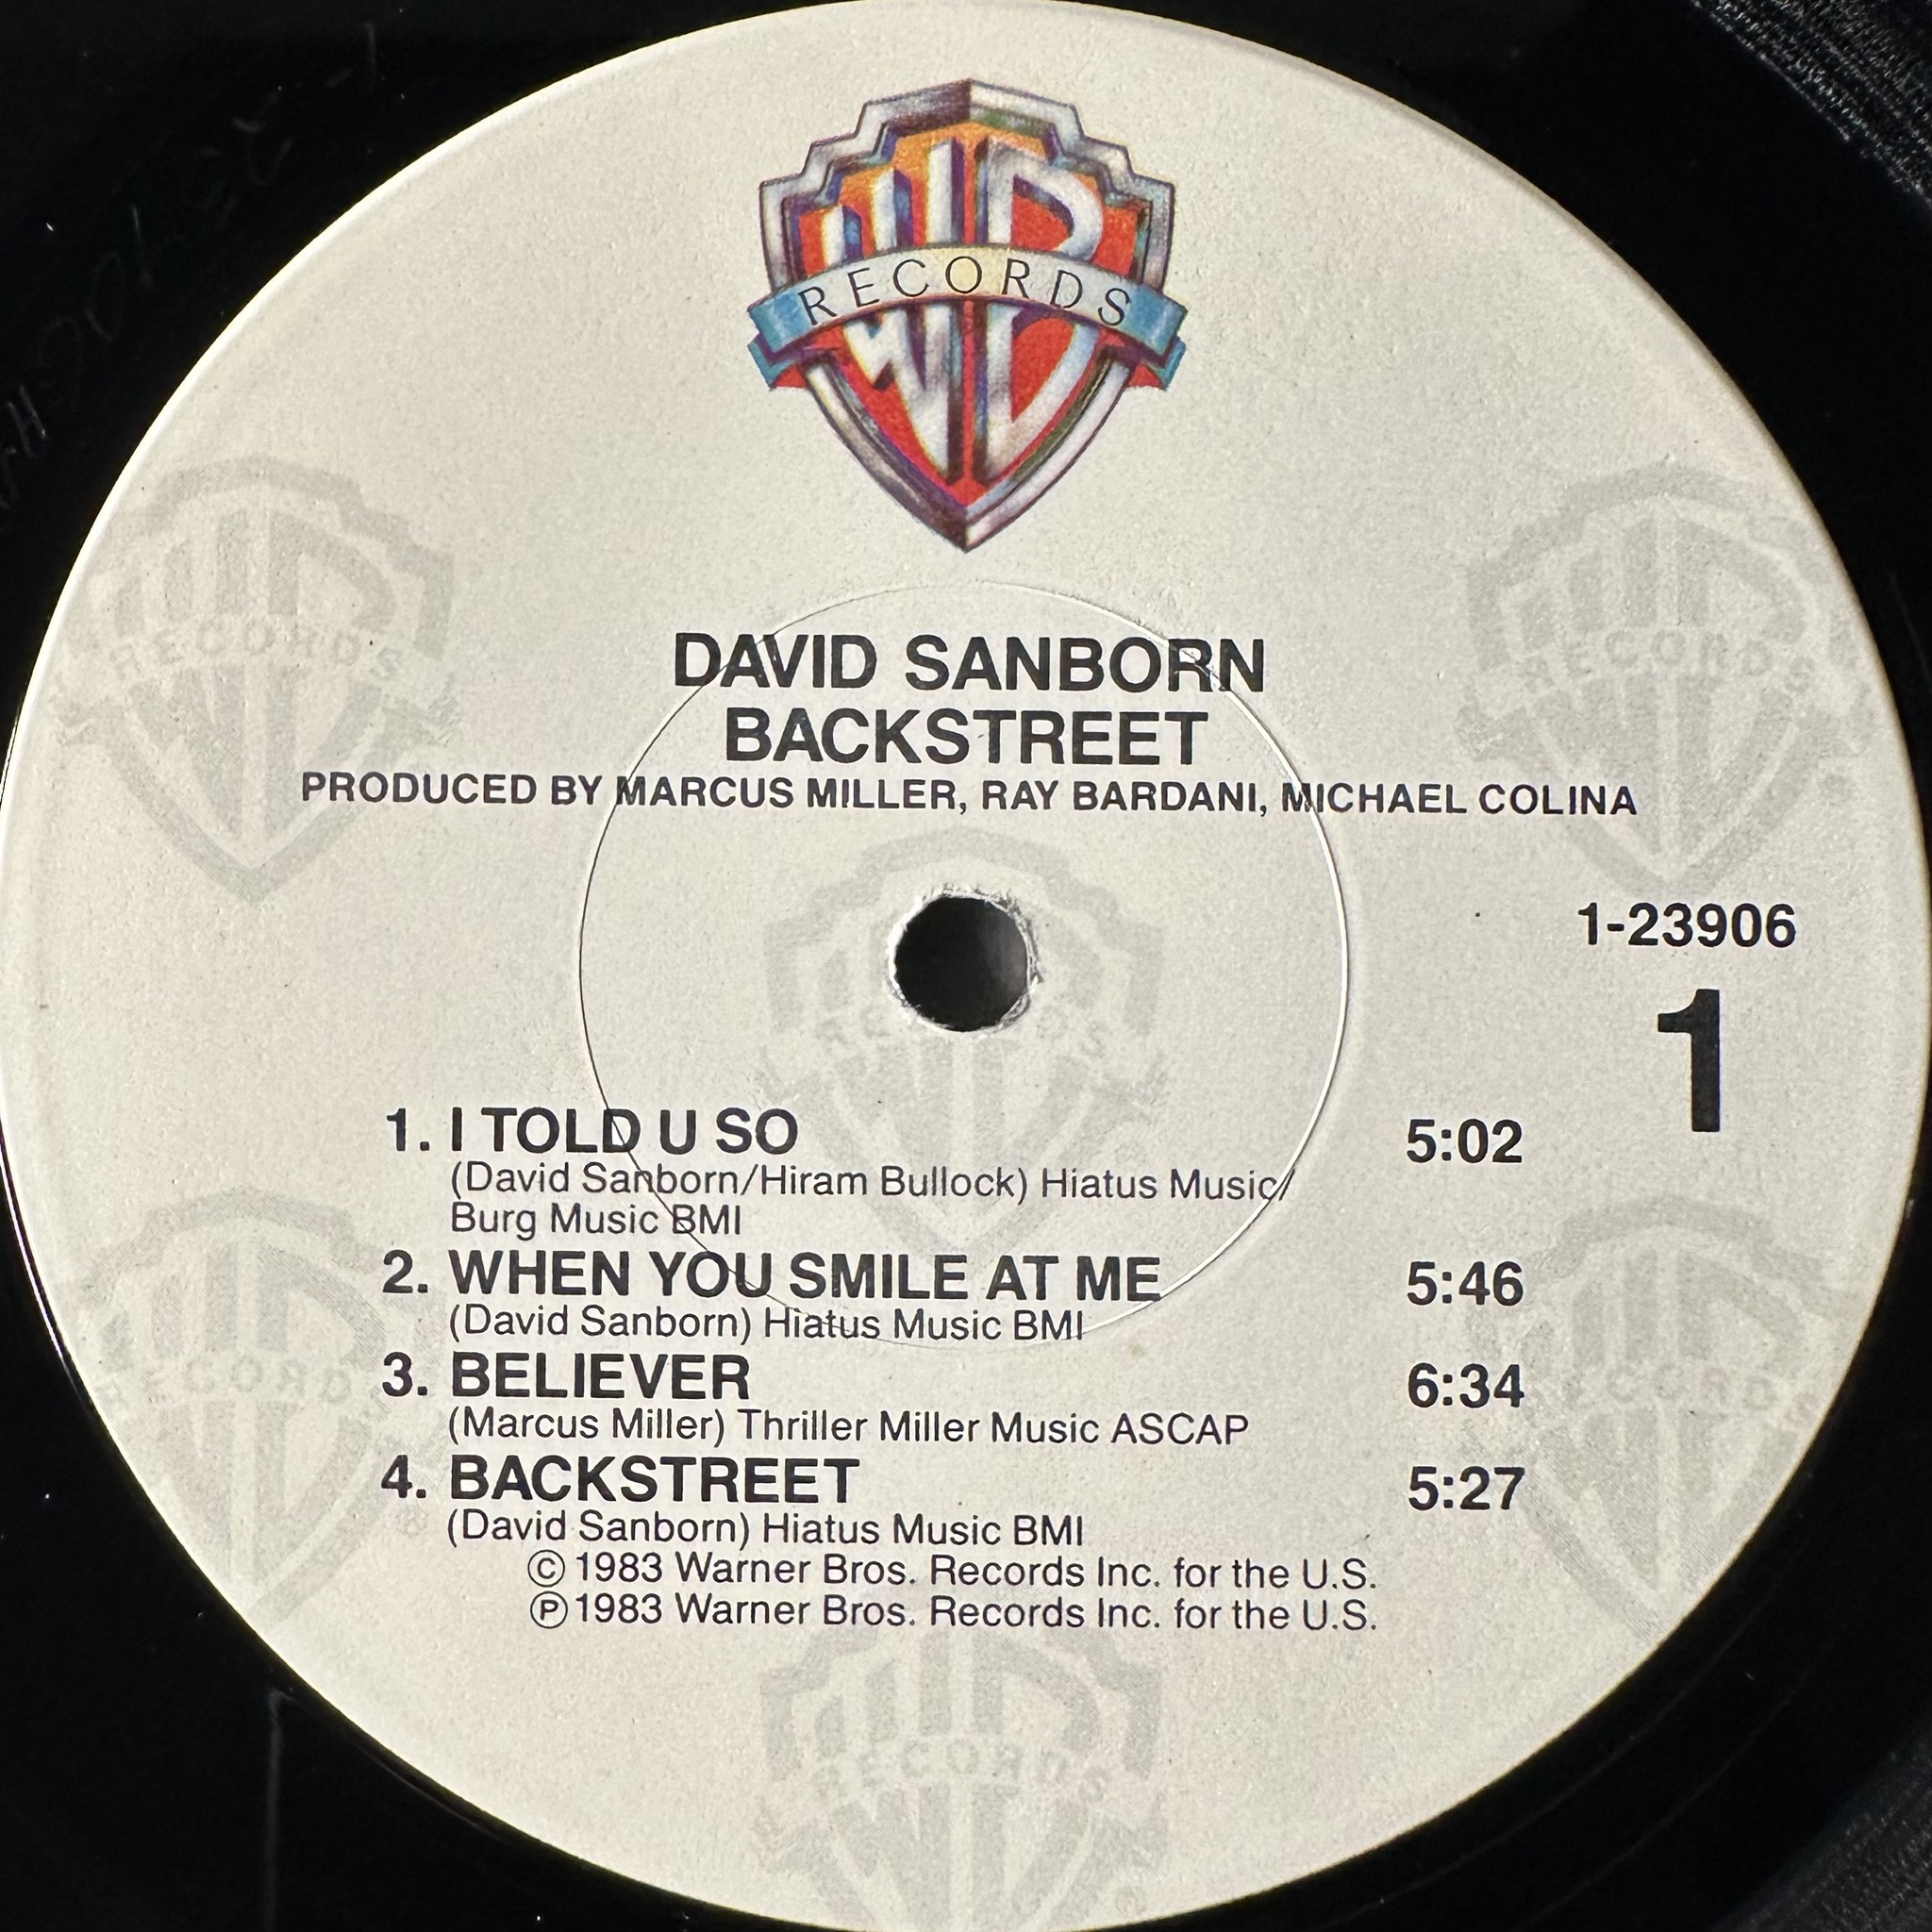 WB
RECORDS
DAVID SANBORN
BACKSTREET
PRODUCED BY MARCUS MILLER, RAY BARDANI, MICHAEL COLINA
1-23906
1
1. I TOLD U SO 5:02
(David Sanborn/Hiram Bullock) Hiatus Music/
Burg Music BMI
2. WHEN YOU SMILE AT ME 5:46
(David Sanborn) Hiatus Music BMI
3. BELIEVER 6:34
(Marcus Miller) Thriller Miller Music ASCAP
4. BACKSTREET 5:27
(David Sanborn) Hiatus Music BMI
© 1983 Warner Bros. Records Inc. for the U.S.
℗ 1983 Warner Bros. Records Inc. for the U.S.